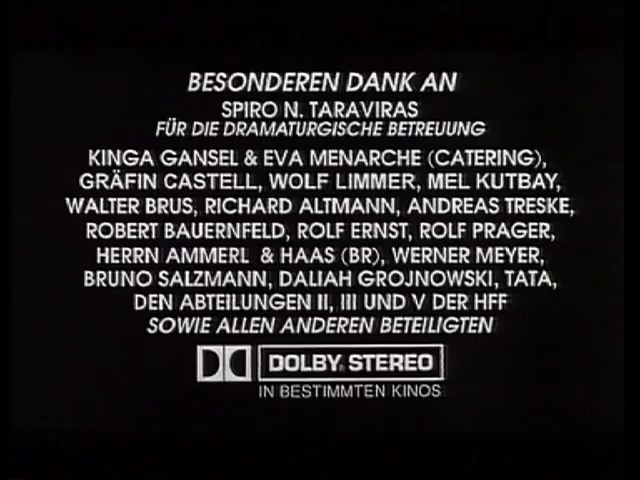 BESONDEREN DANK AN
SPIRO N. TARAVIRAS
FÜR DIE DRAMATURGISCHE BETREUUNG
KINGA GANSEL & EVA MENARCHE (CATERING),
GRÄFIN CASTELL, WOLF LIMMER, MEL KUTBAY,
WALTER BRUS, RICHARD ALTMANN, ANDREAS TRESKE,
ROBERT BAUERNFELD, ROLF ERNST, ROLF PRAGER,
HERRN AMMERL & HAAS (BR), WERNER MEYER,
BRUNO SALZMANN, DALIAH GROJNOWSKI, TATA,
DEN ABTEILUNGEN II, III UND V DER HFF
SOWIE ALLEN ANDEREN BETEILIGTEN
DOLBY STEREO
IN BESTIMMTEN KINOS